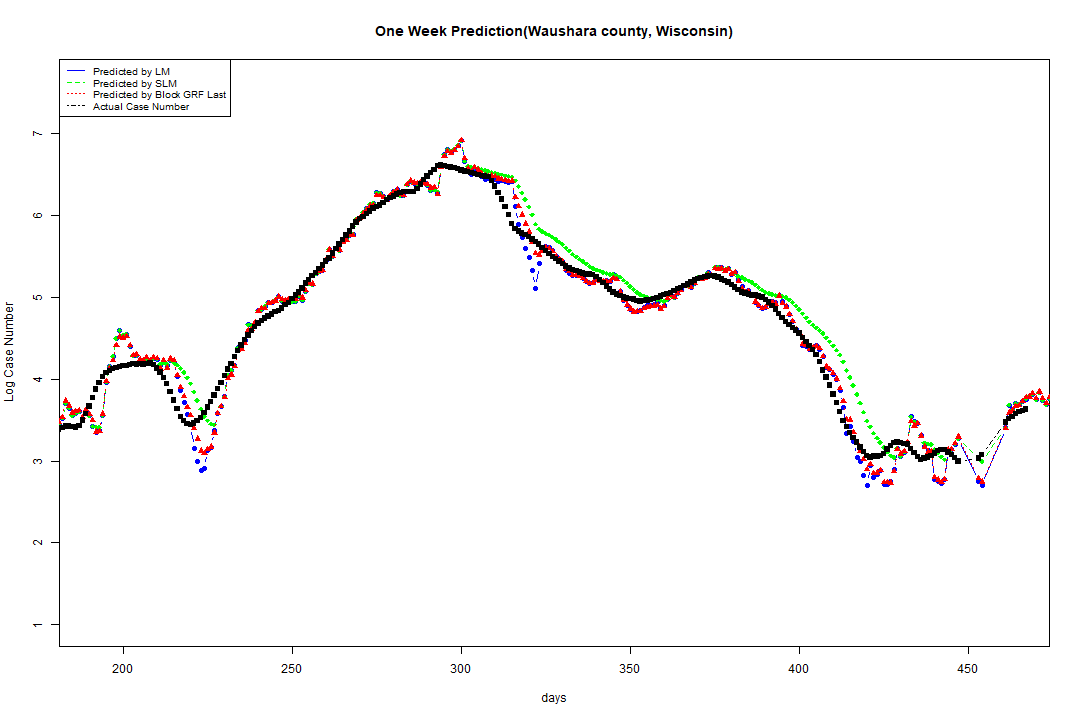 One Week Prediction(Waushara county, Wisconsin)
Predicted by LM
Predicted by SLM
Predicted by Block GRF Last
Actual Case Number
7
6
5
4
3
2
1
Log Case Number
200 250 300 350 400 450
days